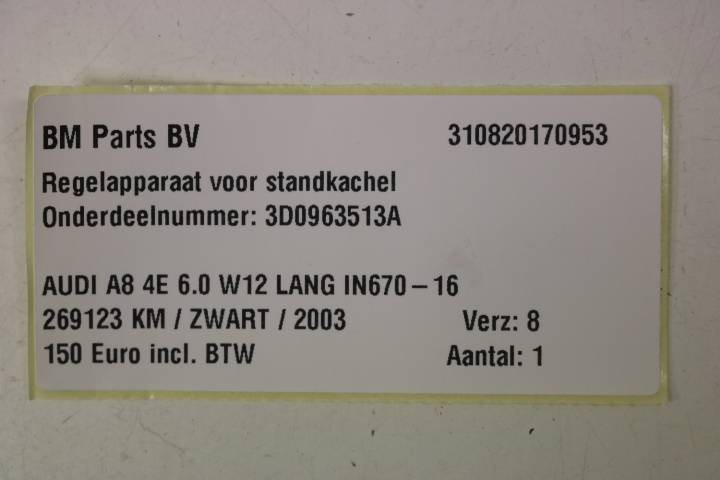 BM Parts BV 310820170953
Regelapparaat voor standkachel
Onderdeelnummer: 3D0963513A
AUDI A8 4E 6.0 W12 LANG IN670-16
269123 KM / ZWART / 2003 Verz: 8
150 Euro incl. BTW Aantal: 1